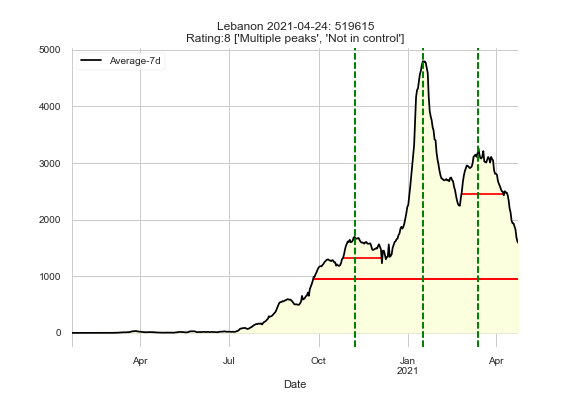 Lebanon 2021-04-24: 519615
Rating:8 ['Multiple peaks', 'Not in control']
Average-7d
5000
4000
3000
2000
1000
0
Apr
Jul
Oct
Jan
2021
Apr
Date